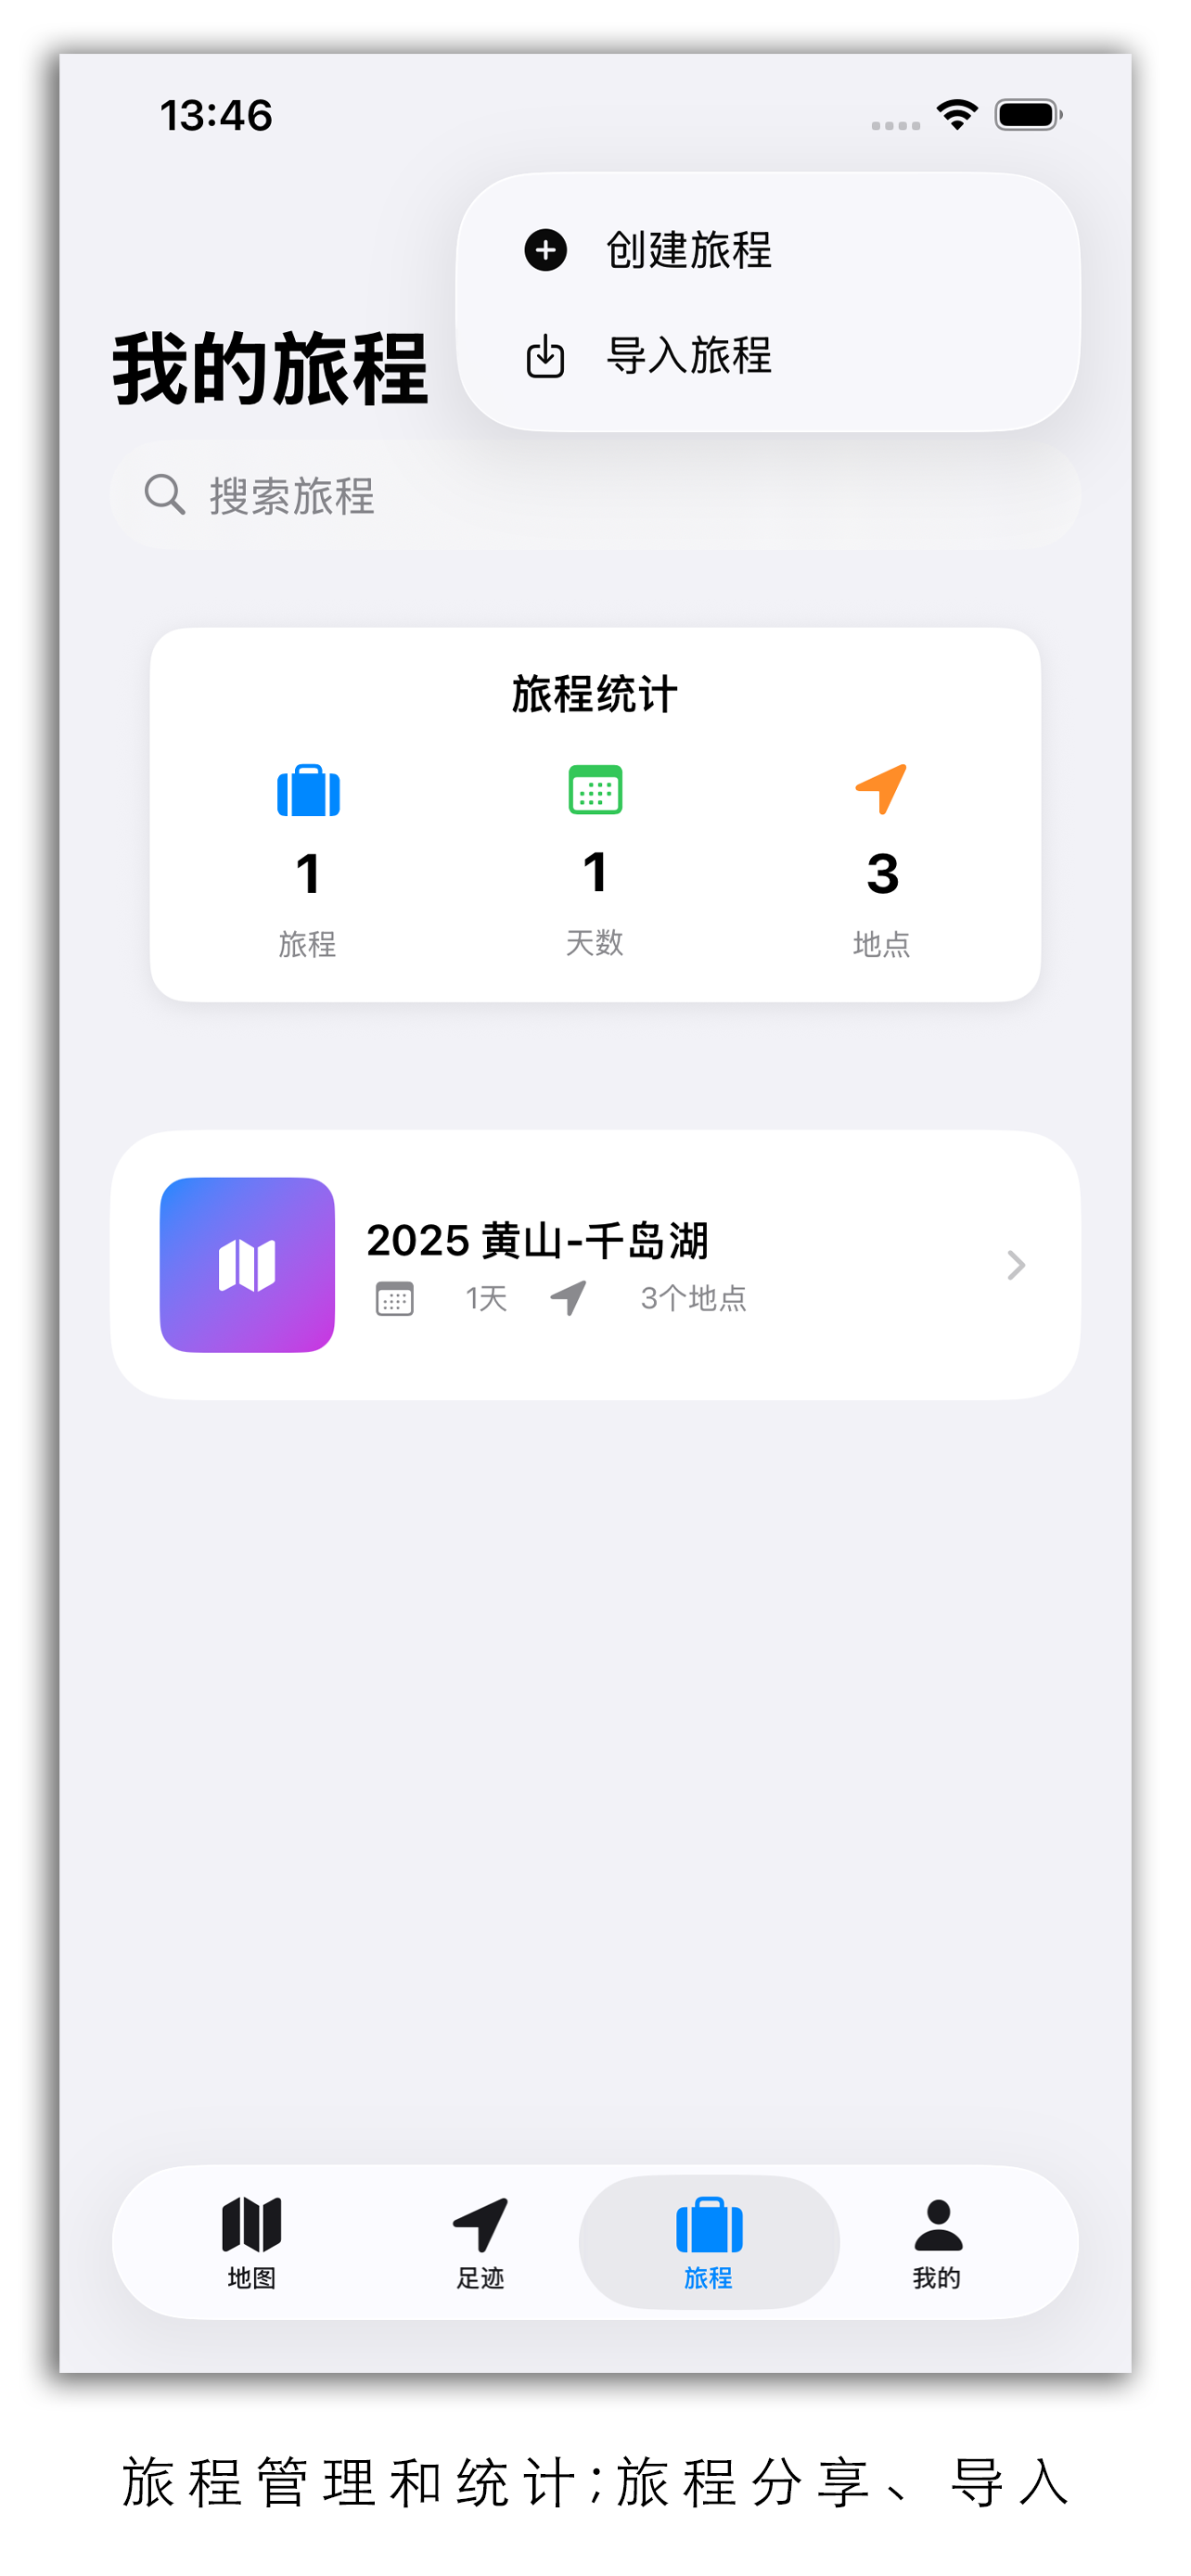 13:46
创建旅程
导入旅程
我的旅程
搜索旅程
旅程统计
1
1
3
旅程
天数
地点
2025 黄山-千岛湖
1天 3个地点
地图
足迹
旅程
我的
旅程管理和统计;旅程分享、导入